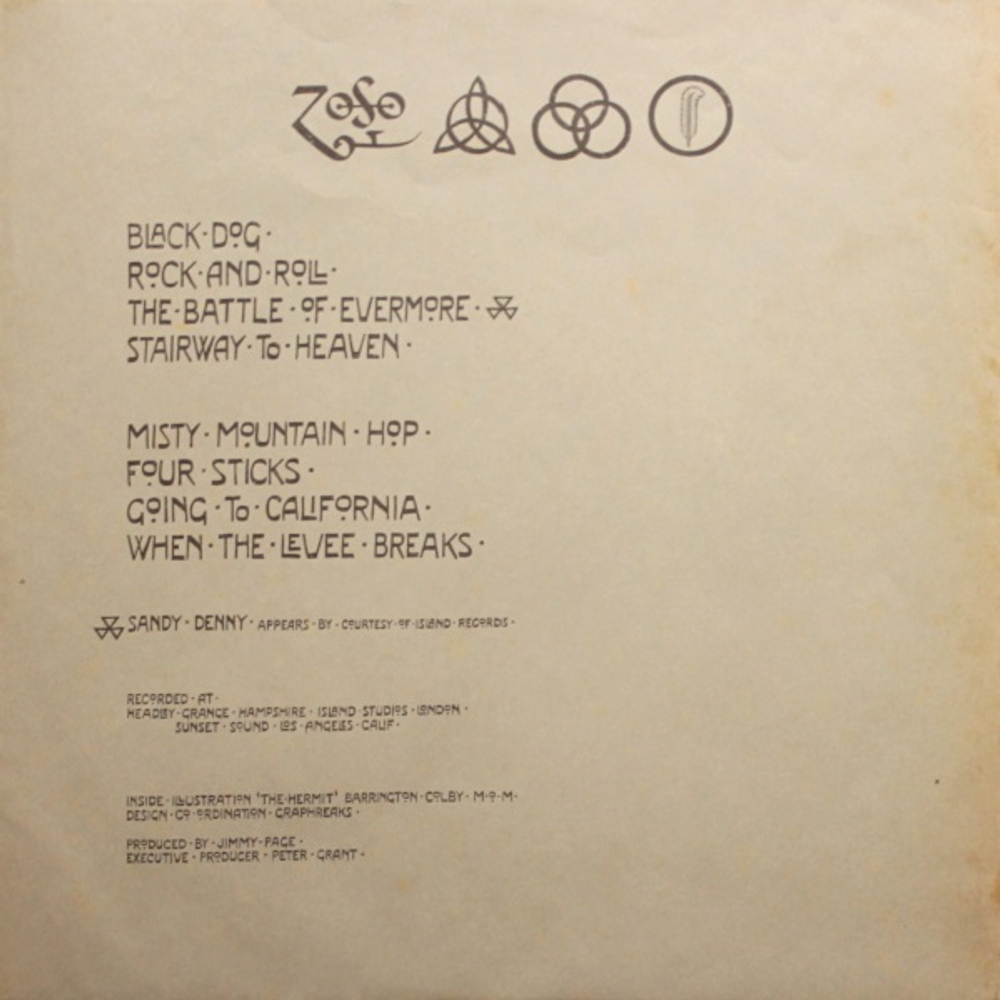 ZoSo
BLACK·DOG·
ROCK·AND·ROLL·
THE·BATTLE·OF·EVERMORE·
STAIRWAY·To·HEAVEN·
MISTY·MOUNTAIN·HOP·
FOUR·STICKS·
GOING·To·CALIFORNIA·
WHEN·THE·LEVEE·BREAKS·
SANDY·DENNY·APPEARS·BY·COURTESY·OF·ISLAND·RECORDS·
RECORDED·AT·
HEADLEY·GRANGE·HAMPSHIRE·ISLAND·STUDIOS·LONDON·
SUNSET·SOUND·LOS·ANGELES·CALIF·
INSIDE·ILLUSTRATION 'THE·HERMIT' BARRINGTON·COLBY·M·O·M·
DESIGN·CO·ORDINATION·GRAPHREAKS·
PRODUCED·BY·JIMMY·PAGE·
EXECUTIVE·PRODUCER·PETER·GRANT·